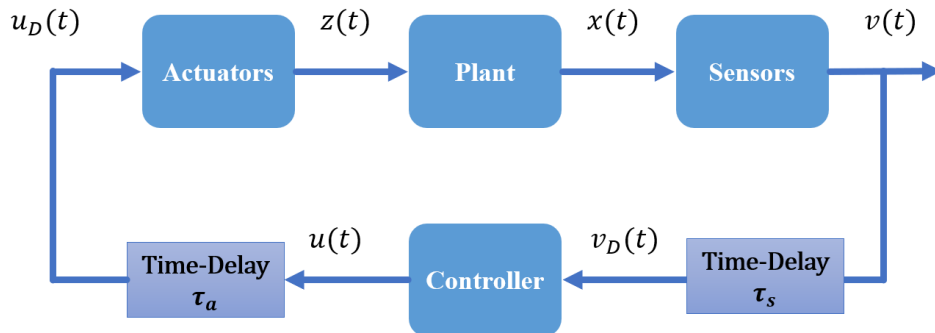 u_D(t)
z(t)
x(t)
v(t)
Actuators
Plant
Sensors
u(t)
v_D(t)
Time-Delay
τ_a
Controller
Time-Delay
τ_s